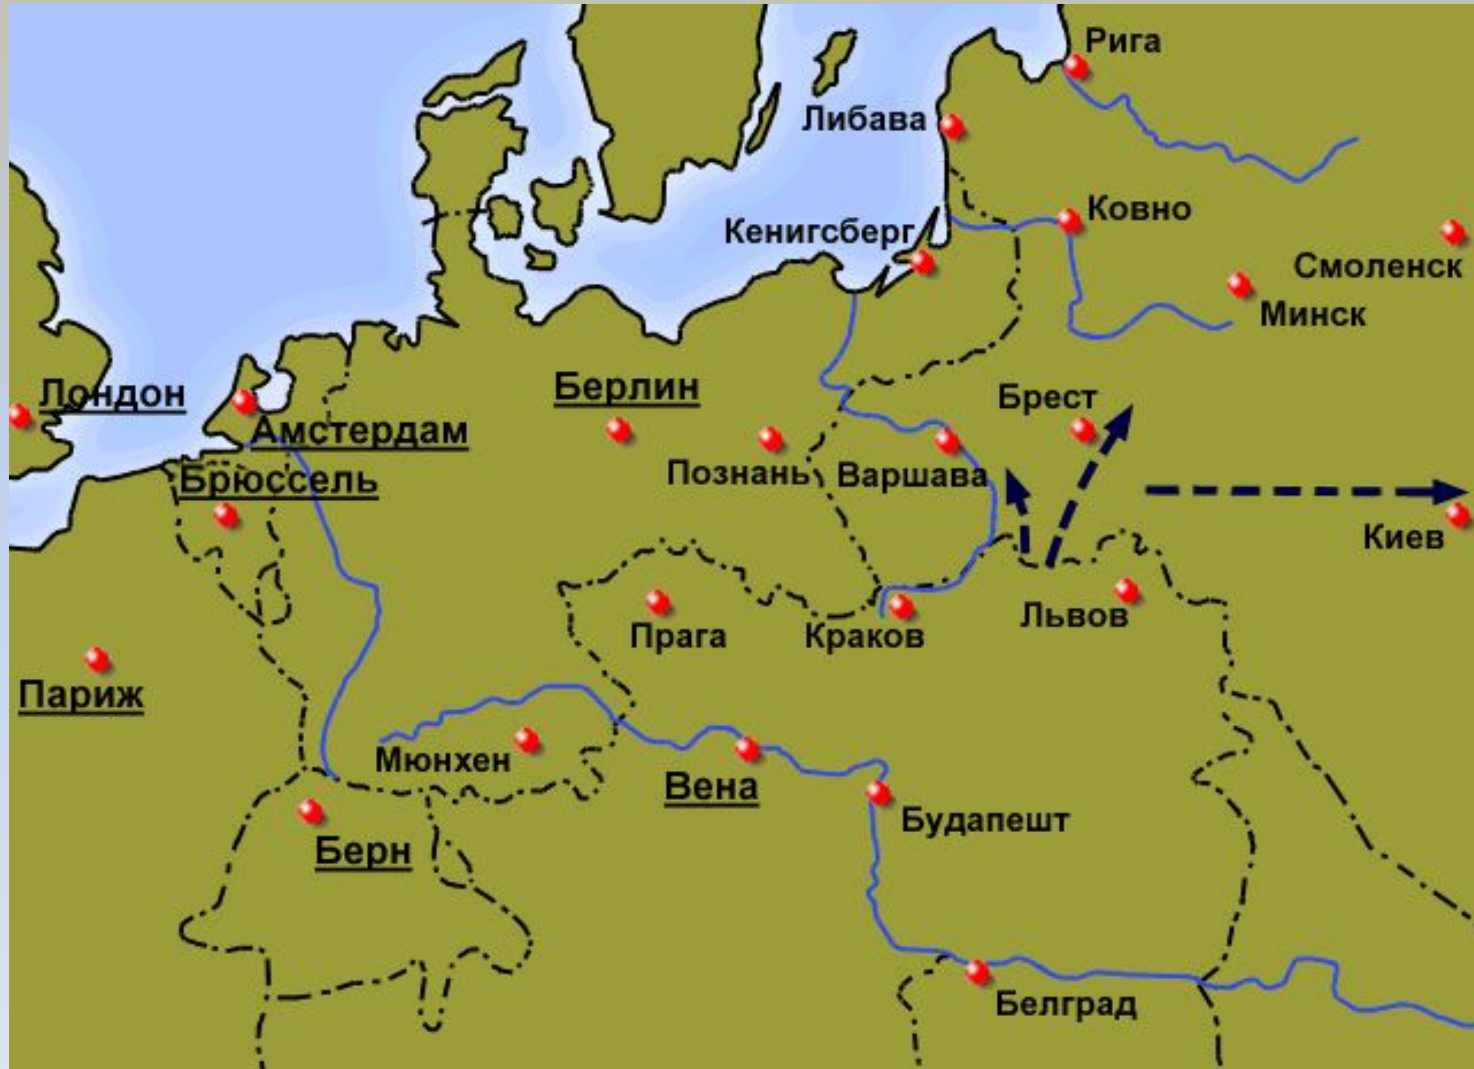 Рига
Либава
Ковно
Кенигсберг
Смоленск
Минск
Лондон
Берлин
Брест
Амстердам
Познань
Варшава
Брюссель
Киев
Прага
Краков
Львов
Париж
Мюнхен
Вена
Будапешт
Берн
Белград